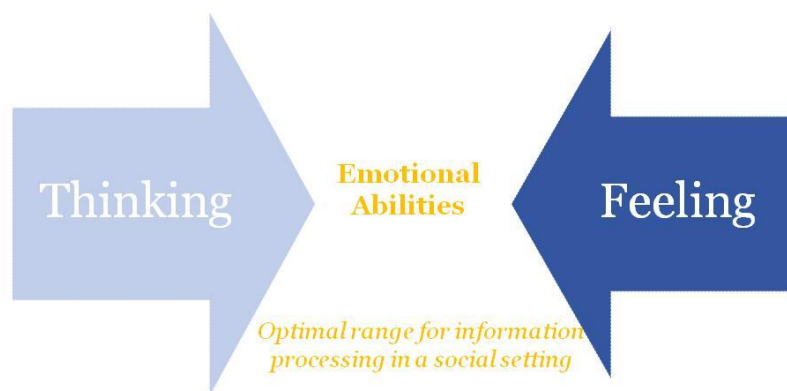 Thinking
Emotional
Abilities
Feeling
Optimal range for information
processing in a social setting